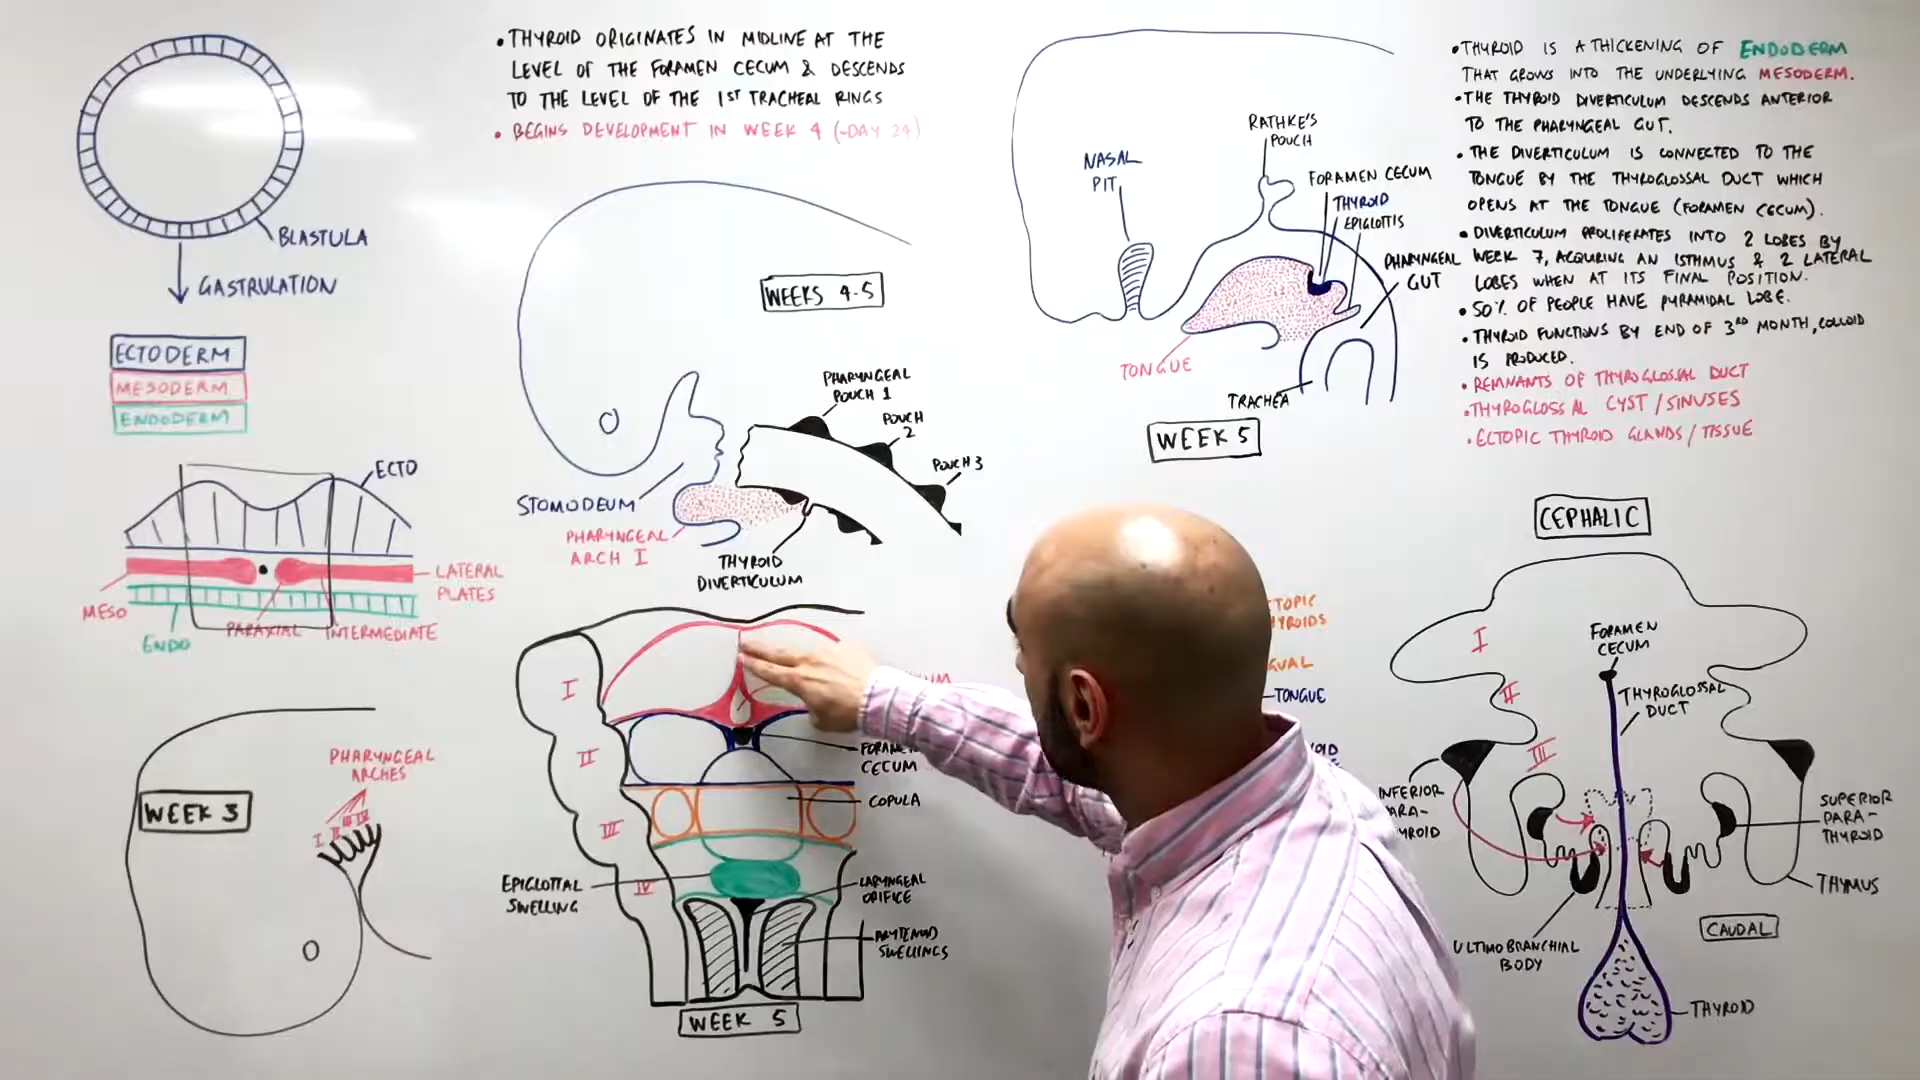 BLASTULA
GASTRULATION
ECTODERM
MESODERM
ENDODERM
ECTO
LATERAL
PLATES
MESO
PARAXIAL
INTERMEDIATE
ENDO
PHARYNGEAL
ARCHES
WEEK 3
I II III IV
• THYROID ORIGINATES IN MIDLINE AT THE
LEVEL OF THE FORAMEN CECUM & DESCENDS
TO THE LEVEL OF THE 1ST TRACHEAL RINGS
• BEGINS DEVELOPMENT IN WEEK 4 (~DAY 24)
WEEKS 4-5
PHARYNGEAL
POUCH 1
POUCH
2
POUCH 3
STOMODEUM
PHARYNGEAL
ARCH I
THYROID
DIVERTICULUM
I
II
III
IV
CECUM
COPULA
EPIGLOTTAL
SWELLING
LARYNGEAL
ORIFICE
ARYTENOID
SWELLINGS
WEEK 5
NASAL
PIT
RATHKE'S
POUCH
FORAMEN CECUM
THYROID
EPIGLOTTIS
PHARYNGEAL
GUT
TONGUE
TRACHEA
WEEK 5
• THYROID IS A THICKENING OF ENDODERM
THAT GROWS INTO THE UNDERLYING MESODERM.
• THE THYROID DIVERTICULUM DESCENDS ANTERIOR
TO THE PHARYNGEAL GUT.
• THE DIVERTICULUM IS CONNECTED TO THE
TONGUE BY THE THYROGLOSSAL DUCT WHICH
OPENS AT THE TONGUE (FORAMEN CECUM).
• DIVERTICULUM PROLIFERATES INTO 2 LOBES BY
WEEK 7, ACQUIRING AN ISTHMUS & 2 LATERAL
LOBES WHEN AT ITS FINAL POSITION.
• 50% OF PEOPLE HAVE PYRAMIDAL LOBE.
• THYROID FUNCTIONS BY END OF 3RD MONTH, COLLOID
IS PRODUCED.
• REMNANTS OF THYROGLOSSAL DUCT
• THYROGLOSSAL CYST / SINUSES
• ECTOPIC THYROID GLANDS / TISSUE
TONGUE
CEPHALIC
I
II
III
FORAMEN
CECUM
THYROGLOSSAL
DUCT
INFERIOR
SUPERIOR
PARA-
THYROID
THYMUS
ULTIMOBRANCHIAL
BODY
CAUDAL
THYROID